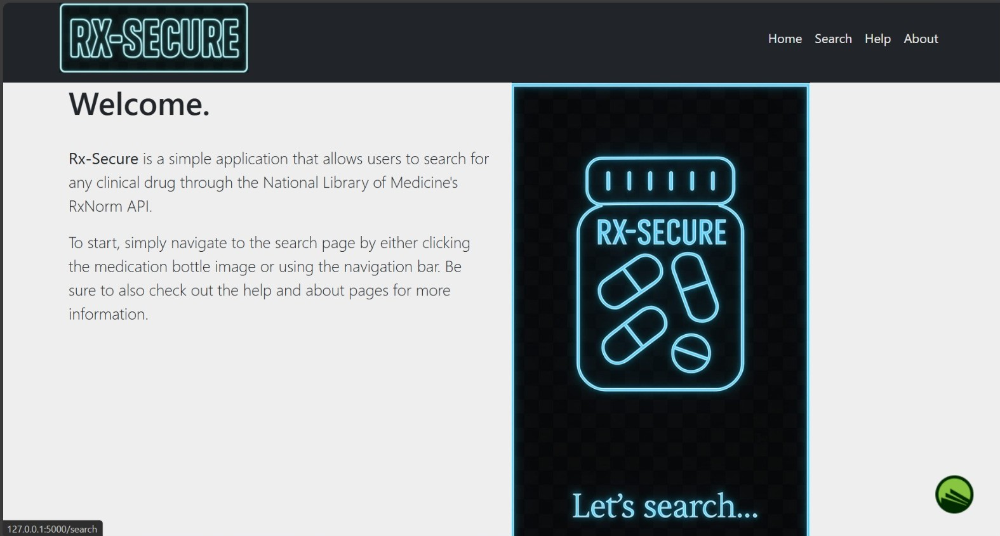 RX-SECURE
Home Search Help About
Welcome.
Rx-Secure is a simple application that allows users to search for
any clinical drug through the National Library of Medicine's
RxNorm API.
To start, simply navigate to the search page by either clicking
the medication bottle image or using the navigation bar. Be
sure to also check out the help and about pages for more
information.
RX-SECURE
Let's search...
127.0.0.1:5000/search